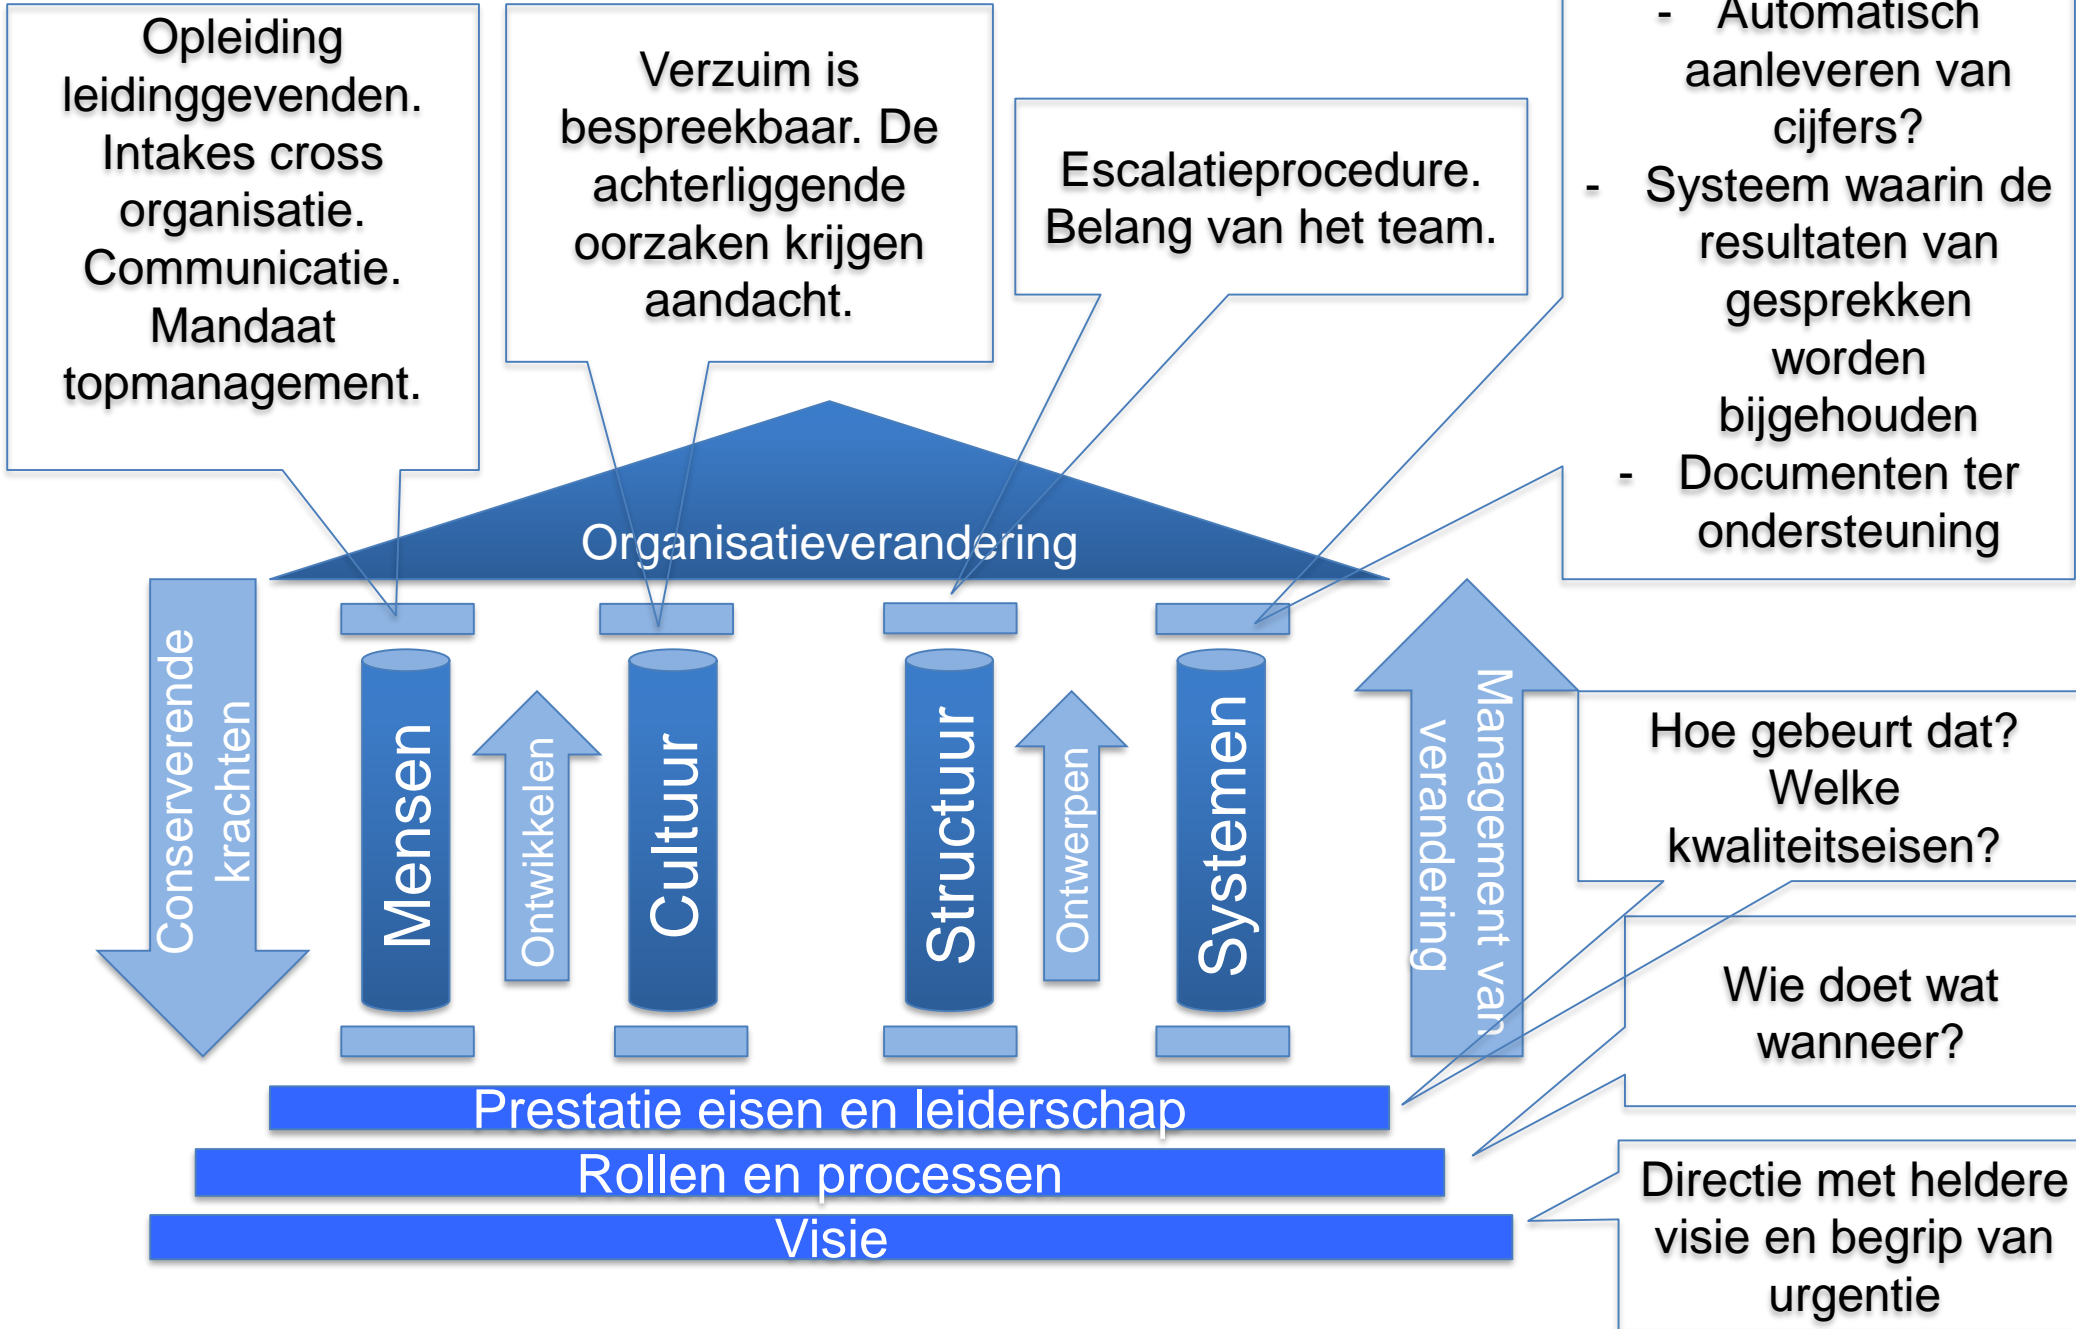 Opleiding
leidinggevenden.
Intakes cross
organisatie.
Communicatie.
Mandaat
topmanagement.
Verzuim is
bespreekbaar. De
achterliggende
oorzaken krijgen
aandacht.
Escalatieprocedure.
Belang van het team.
- Automatisch
aanleveren van
cijfers?
- Systeem waarin de
resultaten van
gesprekken
worden
bijgehouden
- Documenten ter
ondersteuning
Organisatieverandering
Conserverende
krachten
Mensen
Ontwikkelen
Cultuur
Structuur
Ontwerpen
Systemen
Management van
verandering
Hoe gebeurt dat?
Welke
kwaliteitseisen?
Wie doet wat
wanneer?
Prestatie eisen en leiderschap
Rollen en processen
Visie
Directie met heldere
visie en begrip van
urgentie